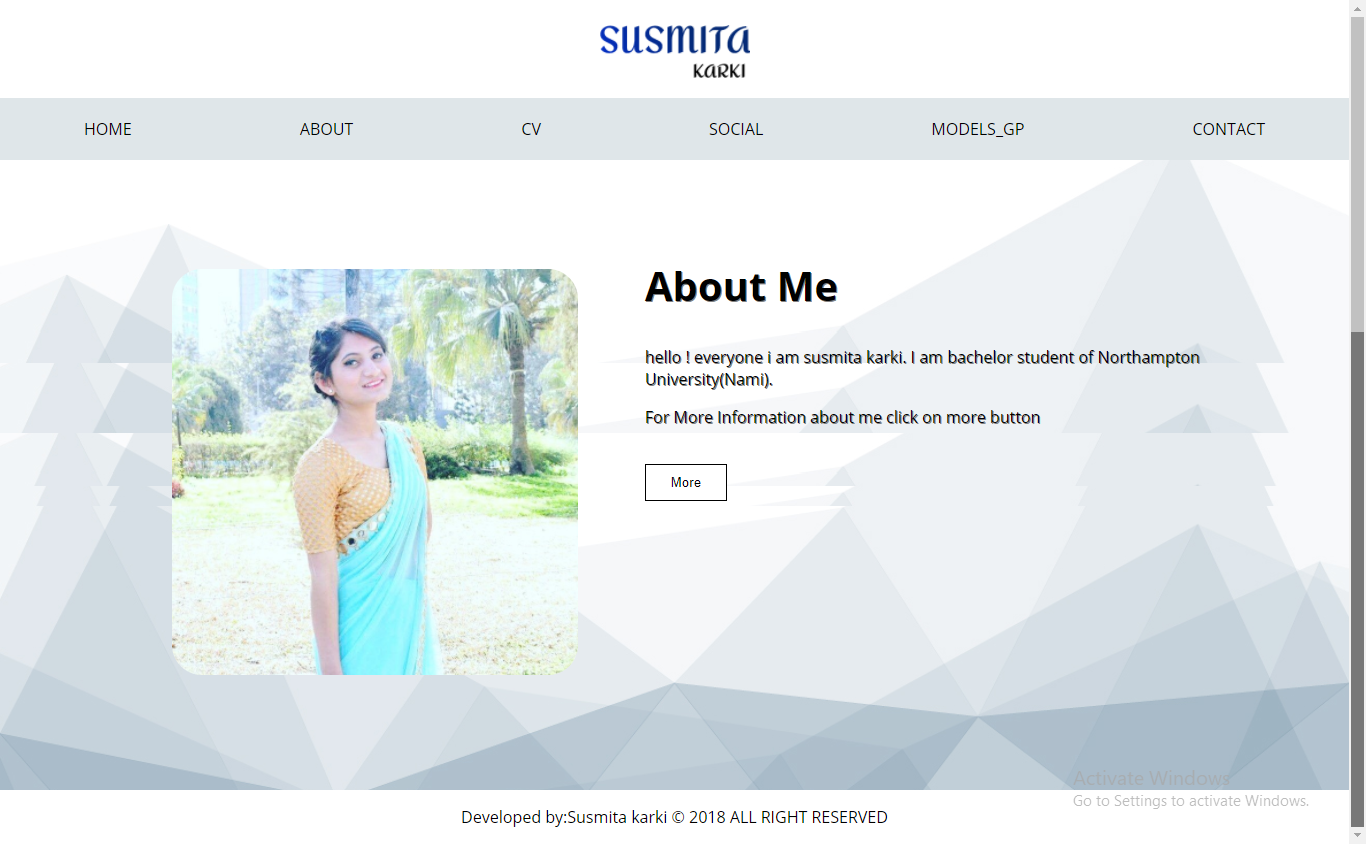 SUSMITA
KARKI
HOME ABOUT CV SOCIAL MODELS_GP CONTACT
About Me
hello ! everyone i am susmita karki. I am bachelor student of Northampton
University(Nami).
For More Information about me click on more button
More
Activate Windows
Go to Settings to activate Windows.
Developed by:Susmita karki © 2018 ALL RIGHT RESERVED